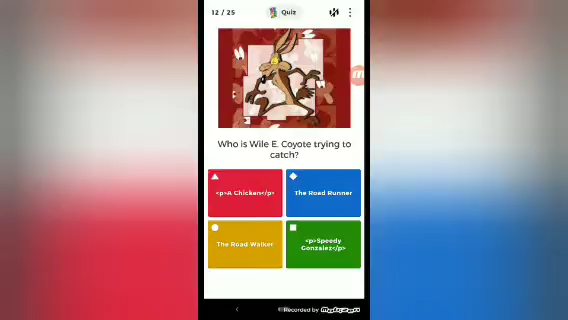 12 / 25
Quiz
Who is Wile E. Coyote trying to
catch?
<p>A Chicken</p>
The Road Runner
The Road Walker
<p>Speedy
Gonzalez</p>
Recorded by